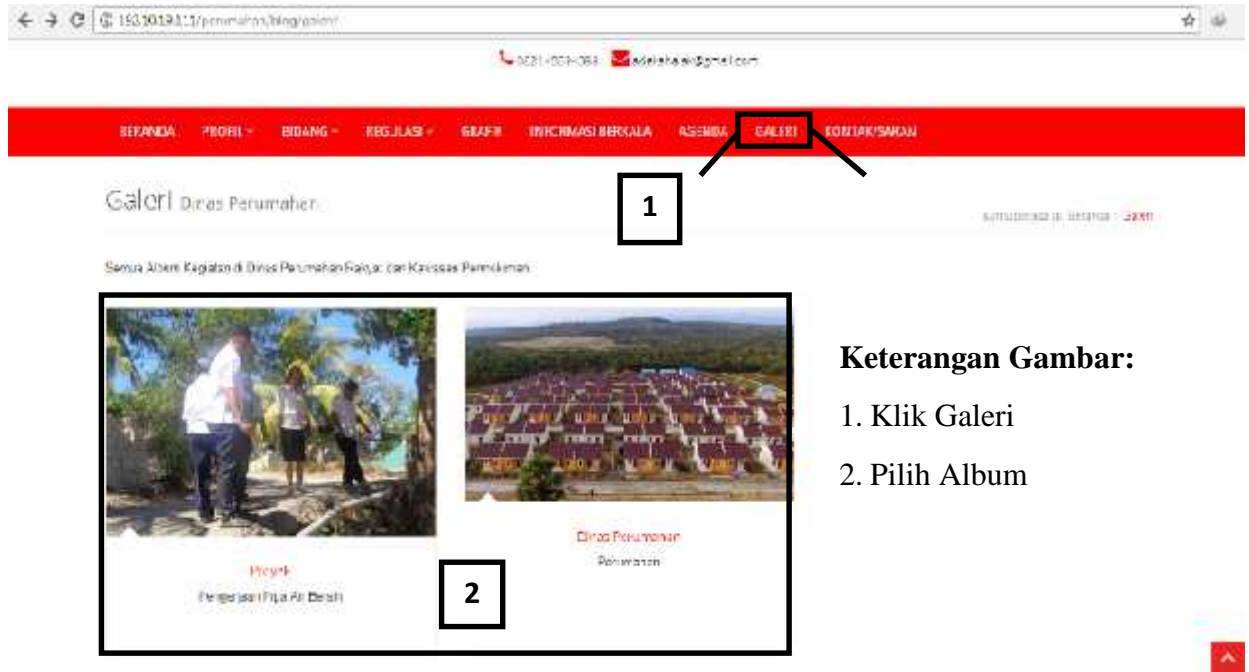 BERANDA PROFIL BIDANG REGULASI GRAFIK INFORMASI BERKALA AGENDA GALERI KONTAK/SARAN
1
Galeri Dinas Perumahan
Galeri
Semua Album Kegiatan di Dinas Perumahan Rakyat dan Kawasan Permukiman
Keterangan Gambar:
1. Klik Galeri
2. Pilih Album
Dinas Perumahan
Perumahan
Proyek
Pengerjaan Pipa Air Bersih
2